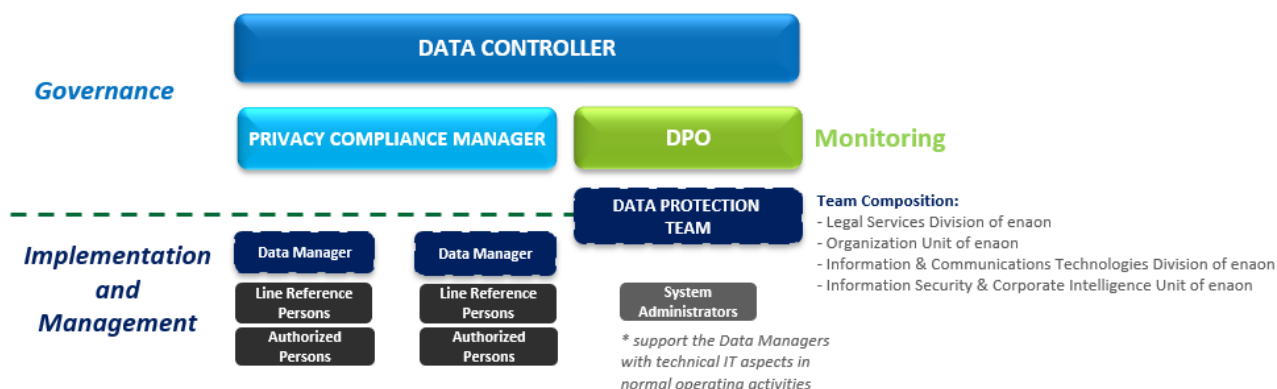 DATA CONTROLLER
Governance
PRIVACY COMPLIANCE MANAGER
DPO
Monitoring
DATA PROTECTION
TEAM
Team Composition:
- Legal Services Division of enaon
- Organization Unit of enaon
- Information & Communications Technologies Division of enaon
- Information Security & Corporate Intelligence Unit of enaon
Implementation
and
Management
Data Manager
Line Reference
Persons
Authorized
Persons
Data Manager
Line Reference
Persons
Authorized
Persons
System
Administrators
* support the Data Managers
with technical IT aspects in
normal operating activities